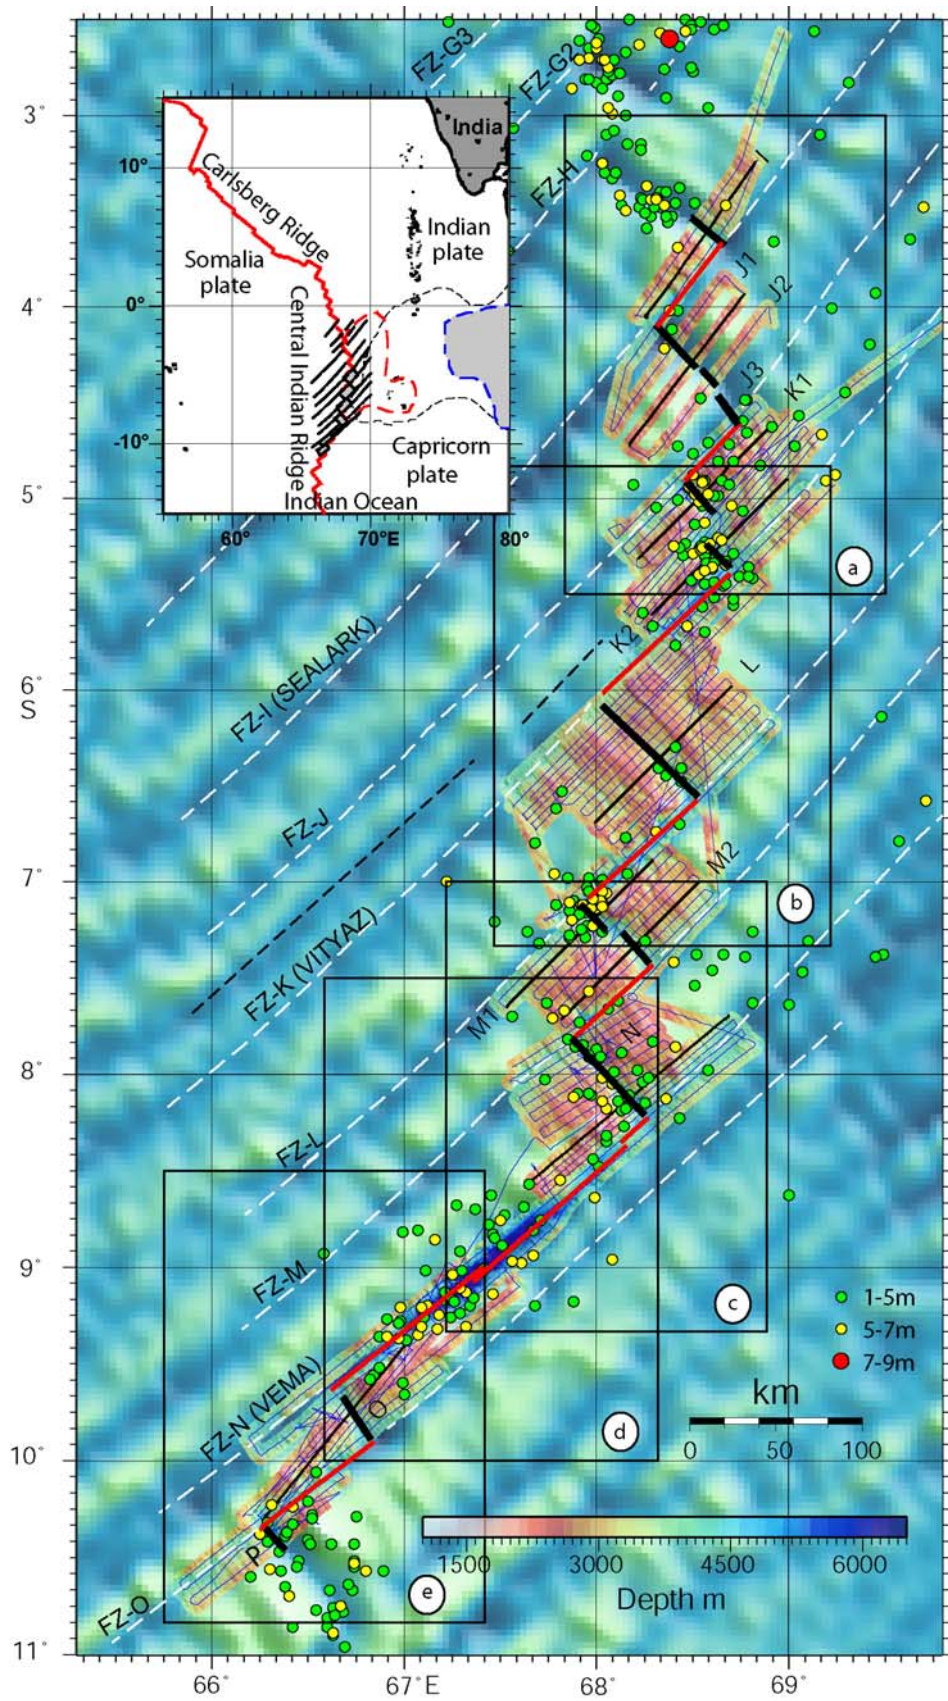 FZ-G3
FZ-G2
FZ-H
3°
India
10°
Carlsberg Ridge
Indian
plate
Somalia
plate
0°
Central Indian Ridge
-10°
Capricorn
plate
Indian Ocean
60°
70°E
80°
I
J1
J2
4°
J3
K1
5°
a
K2
L
6°
S
FZ-I (SEALARK)
FZ-J
7°
M2
b
FZ-K (VITYAZ)
M1
N
8°
FZ-L
9°
FZ-M
c
1-5m
5-7m
7-9m
km
0
50
100
FZ-N (VEMA)
O
d
10°
1500
3000
4500
6000
Depth m
P
e
FZ-O
11°
66°
67°E
68°
69°